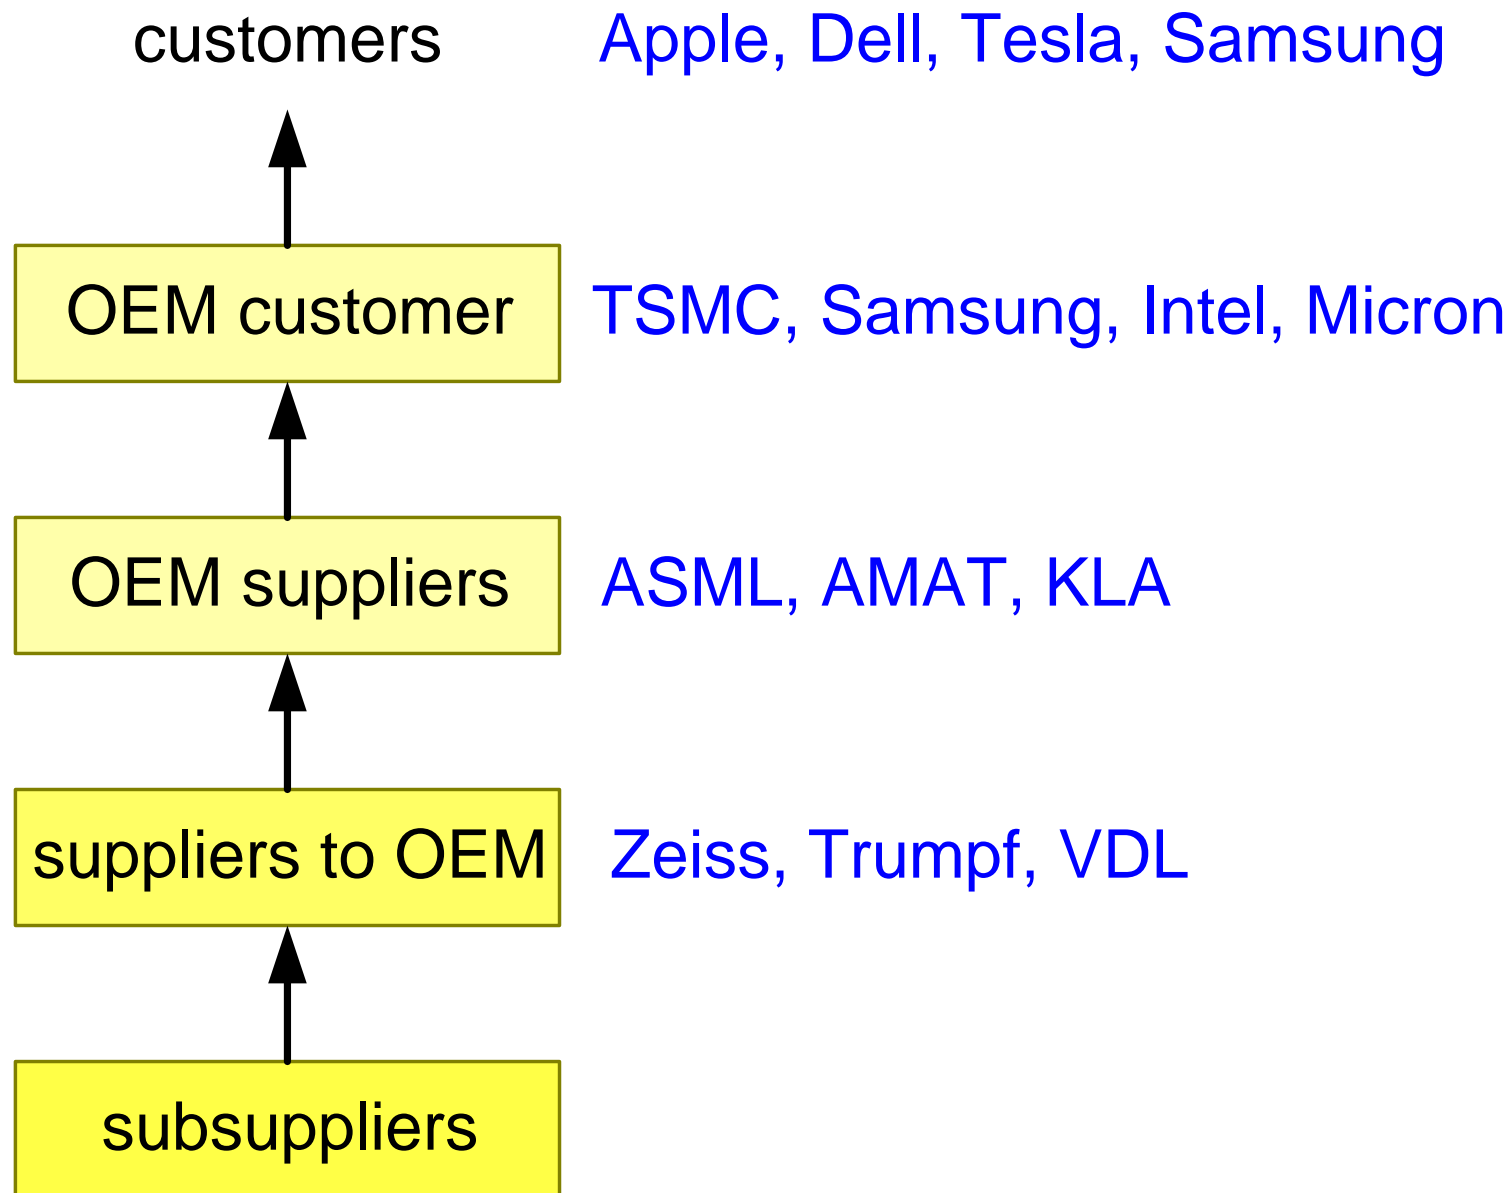 customers Apple, Dell, Tesla, Samsung
OEM customer TSMC, Samsung, Intel, Micron
OEM suppliers ASML, AMAT, KLA
suppliers to OEM Zeiss, Trumpf, VDL
subsuppliers